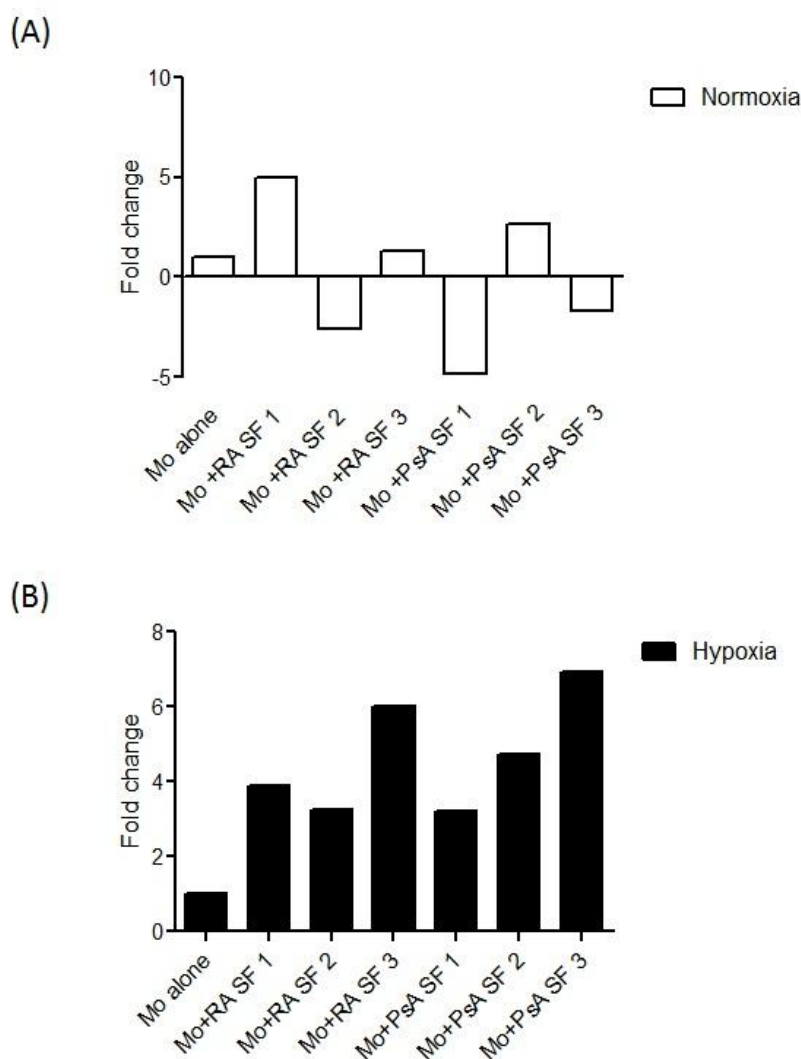 (A)
10
5
0
-5
Fold change
Normoxia
Mo alone
Mo +RA SF 1
Mo +RA SF 2
Mo +RA SF 3
Mo +PsA SF 1
Mo +PsA SF 2
Mo +PsA SF 3
(B)
8
6
4
2
0
Fold change
Hypoxia
Mo alone
Mo+RA SF 1
Mo+RA SF 2
Mo+RA SF 3
Mo+PsA SF 1
Mo+PsA SF 2
Mo+PsA SF 3